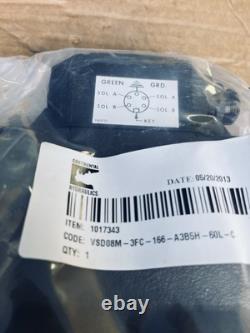 GREEN GRD.
SOL A SOL A
SOL B SOL B
KEY
CONTINENTAL
HYDRAULICS
DATE: 05/20/2013
ITEM: 1017343
CODE: VSD08M-3FC-166-A3B5H-60L-C
QTY: 1